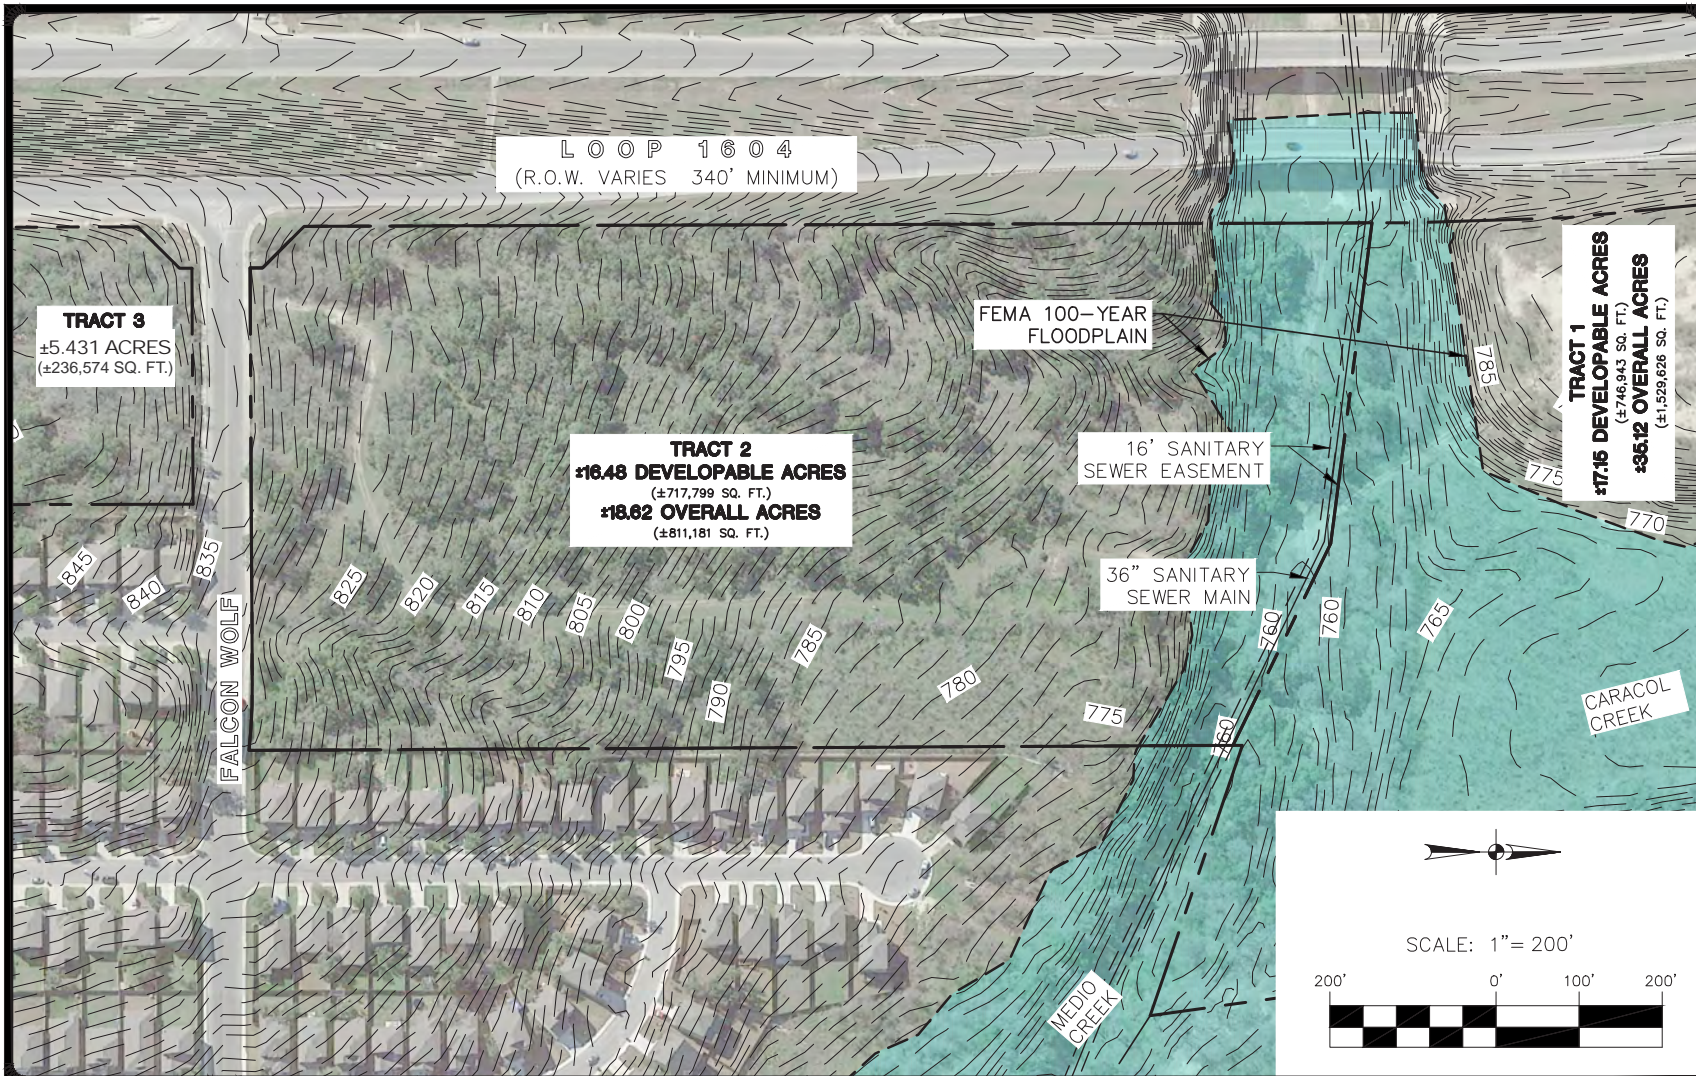 LOOP 1604
(R.O.W. VARIES 340' MINIMUM)
TRACT 3
±5.431 ACRES
(±236,574 SQ. FT.)
FEMA 100-YEAR
FLOODPLAIN
TRACT 1
±17.15 DEVELOPABLE ACRES
(±746,943 SQ. FT.)
±35.12 OVERALL ACRES
(±1,529,626 SQ. FT.)
785
TRACT 2
±16.48 DEVELOPABLE ACRES
(±717,799 SQ. FT.)
±18.62 OVERALL ACRES
(±811,181 SQ. FT.)
16' SANITARY
SEWER EASEMENT
775
770
36" SANITARY
SEWER MAIN
845
840
835
825
820
815
810
805
800
795
790
785
780
775
760
760
760
765
FALCON WOLF
CARACOL
CREEK
MEDIO
CREEK
SCALE: 1"= 200'
200' 0' 100' 200'